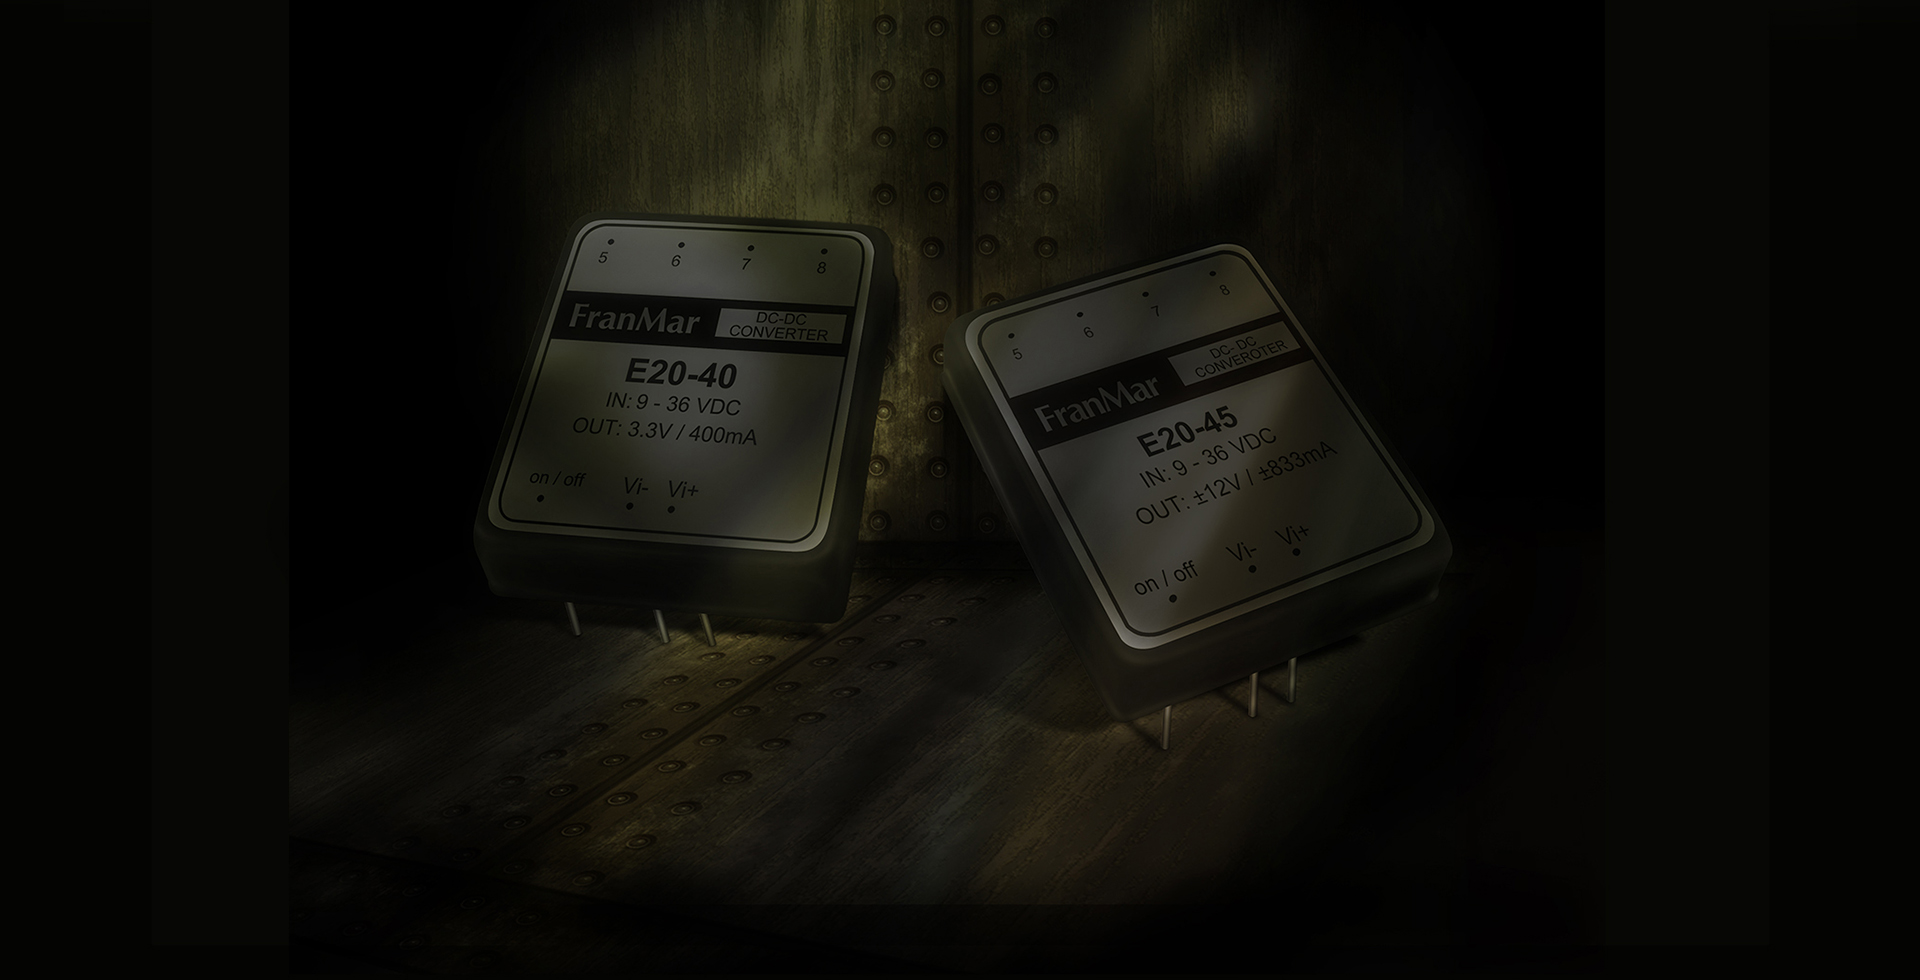 5 6 7 8
FranMar
DC-DC
CONVERTER
E20-40
IN: 9 - 36 VDC
OUT: 3.3V / 400mA
on / off Vi- Vi+
5 6 7 8
FranMar
DC- DC
CONVEROTER
E20-45
IN: 9 - 36 VDC
OUT: ±12V / ±833mA
on / off Vi- Vi+